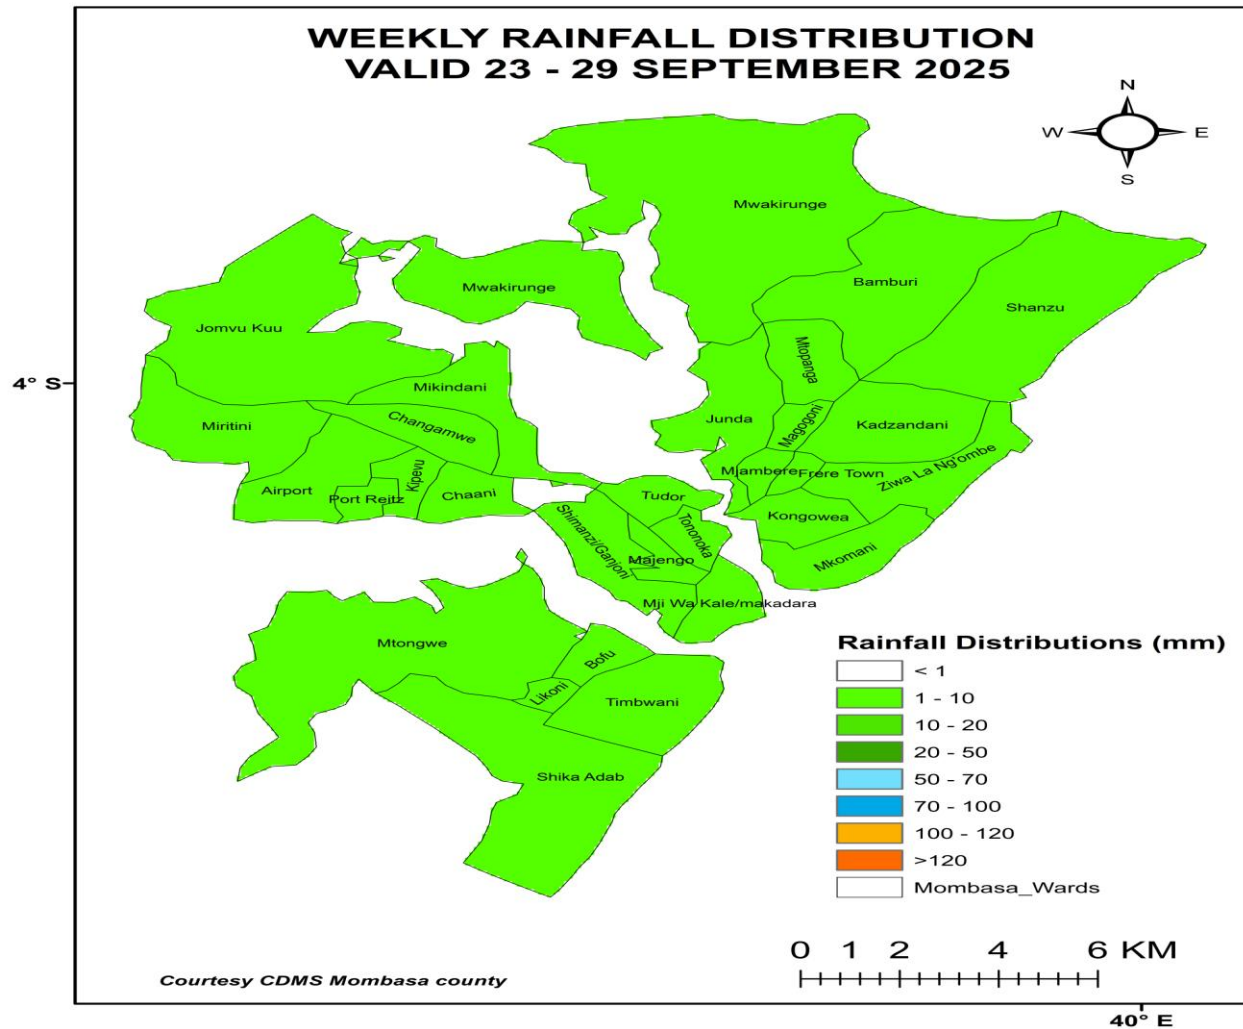 WEEKLY RAINFALL DISTRIBUTION
VALID 23 - 29 SEPTEMBER 2025
N
W
E
S
Mwakirunge
Bamburi
Shanzu
Mwakirunge
Jomvu Kuu
Mtopanga
4° S
Mikindani
Changamwe
Miritini
Junda
Magogoni
Kadzandani
Mjambere
Frere Town
Ziwa La Ng'ombe
Airport
Port Reitz
Kipevu
Chaani
Tudor
Kongowea
Shimanzi/Ganjoni
Tononoka
Majengo
Mkomani
Mji Wa Kale/makadara
Mtongwe
Bofu
Likoni
Timbwani
Shika Adab
Rainfall Distributions (mm)
< 1
1 - 10
10 - 20
20 - 50
50 - 70
70 - 100
100 - 120
>120
Mombasa_Wards
0 1 2 4 6 KM
Courtesy CDMS Mombasa county
40° E